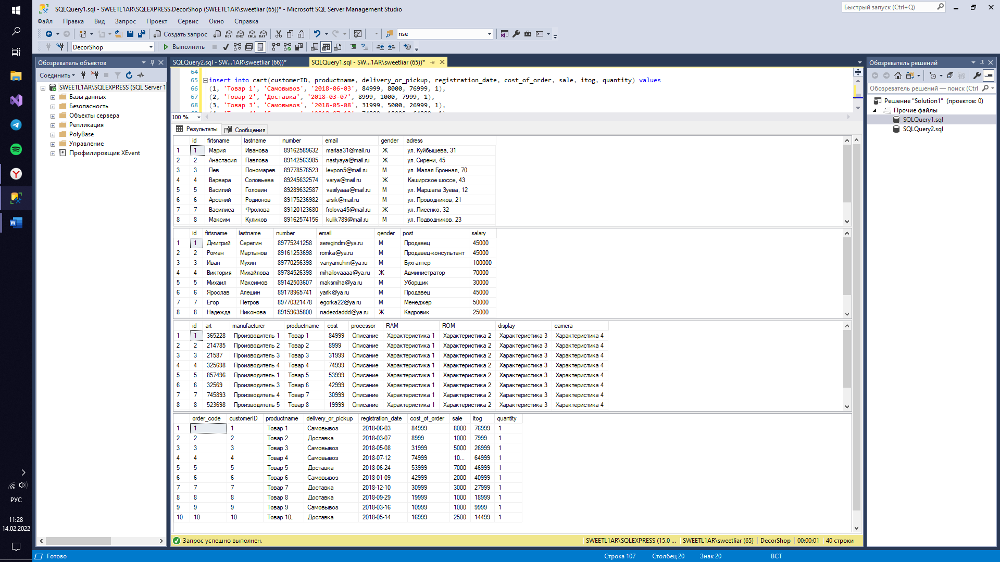 SQLQuery1.sql - SWEETL1AR\SQLEXPRESS.DecorShop (SWEETL1AR\sweetliar (65))* - Microsoft SQL Server Management Studio
Быстрый запуск (Ctrl+Q)
Файл Правка Вид Запрос Проект Сервис Окно Справка
Создать запрос MDX DMX XMLA DAX nse
DecorShop Выполнить
Обозреватель объектов
Соединить
SWEETL1AR\SQLEXPRESS (SQL Server 1
Базы данных
Безопасность
Объекты сервера
Репликация
PolyBase
Управление
Профилировщик XEvent
SQLQuery2.sql - SW...1AR\sweetliar (66))*
SQLQuery1.sql - SW...1AR\sweetliar (65))*
64
65 insert into cart(customerID, productname, delivery_or_pickup, registration_date, cost_of_order, sale, itog, quantity) values
66 (1, 'Товар 1', 'Самовывоз', '2018-06-03', 84999, 8000, 76999, 1),
67 (2, 'Товар 2', 'Доставка', '2018-03-07', 8999, 1000, 7999, 1),
68 (3, 'Товар 3', 'Самовывоз', '2018-05-08', 31999, 5000, 26999, 1),
100 %
Результаты Сообщения
id firtsname lastname number email gender adress
1 1 Мария Иванова 89162589632 mariaa31@mail.ru Ж ул. Куйбышева, 31
2 2 Анастасия Павлова 89142563985 nastyaya@mail.ru Ж ул. Сирени, 45
3 3 Лев Пономарев 89778576523 levpon5@mail.ru М ул. Малая Бронная, 70
4 4 Варвара Соловьева 89245632574 varya@mail.ru Ж Каширское шоссе, 43
5 5 Василий Головин 89289632587 vasilyaaa@mail.ru М ул. Маршала Зуева, 12
6 6 Арсений Родионов 89175236982 arsik@mail.ru М ул. Проводников, 21
7 7 Василиса Фролова 89120123680 frolova45@mail.ru Ж ул. Лисенко, 32
8 8 Максим Куликов 89162574156 kulik789@mail.ru М ул. Подводников, 23
id firtsname lastname number email gender post salary
1 1 Дмитрий Серегин 89775241258 seregindm@ya.ru М Продавец 45000
2 2 Роман Мартынов 89161253698 romka@ya.ru М Продавец-консультант 45000
3 3 Иван Мухин 89770256398 vanyamuhin@ya.ru М Бухгалтер 100000
4 4 Виктория Михайлова 89784526398 mihailovaaaa@ya.ru Ж Администратор 70000
5 5 Михаил Максимов 89142503607 maksmiha@ya.ru М Уборщик 30000
6 6 Ярослав Алешин 89178965741 yarik@ya.ru М Продавец 45000
7 7 Егор Петров 89770321478 egorka22@ya.ru М Менеджер 50000
8 8 Надежда Никонова 89159635800 nadezdaddd@ya.ru Ж Кадровик 25000
id art manufacturer productname cost processor RAM ROM display camera
1 1 365228 Производитель 1 Товар 1 84999 Описание Характеристика 1 Характеристика 2 Характеристика 3 Характеристика 4
2 2 214785 Производитель 2 Товар 2 8999 Описание Характеристика 1 Характеристика 2 Характеристика 3 Характеристика 4
3 3 21587 Производитель 3 Товар 3 31999 Описание Характеристика 1 Характеристика 2 Характеристика 3 Характеристика 4
4 4 325698 Производитель 4 Товар 4 74999 Описание Характеристика 1 Характеристика 2 Характеристика 3 Характеристика 4
5 5 857496 Производитель 1 Товар 5 53999 Описание Характеристика 1 Характеристика 2 Характеристика 3 Характеристика 4
6 6 32569 Производитель 3 Товар 6 42999 Описание Характеристика 1 Характеристика 2 Характеристика 3 Характеристика 4
7 7 745893 Производитель 4 Товар 7 30999 Описание Характеристика 1 Характеристика 2 Характеристика 3 Характеристика 4
8 8 523698 Производитель 5 Товар 8 19999 Описание Характеристика 1 Характеристика 2 Характеристика 3 Характеристика 4
order_code customerID productname delivery_or_pickup registration_date cost_of_order sale itog quantity
1 1 1 Товар 1 Самовывоз 2018-06-03 84999 8000 76999 1
2 2 2 Товар 2 Доставка 2018-03-07 8999 1000 7999 1
3 3 3 Товар 3 Самовывоз 2018-05-08 31999 5000 26999 1
4 4 4 Товар 4 Самовывоз 2018-07-12 74999 10... 64999 1
5 5 5 Товар 5 Доставка 2018-06-24 53999 7000 46999 1
6 6 6 Товар 6 Самовывоз 2018-01-09 42999 2000 40999 1
7 7 7 Товар 7 Доставка 2018-12-10 30999 3000 27999 1
8 8 8 Товар 8 Доставка 2018-09-29 19999 1000 18999 1
9 9 9 Товар 9 Самовывоз 2018-03-16 10999 1000 9999 1
10 10 10 Товар 10, Доставка 2018-05-14 16999 2500 14499 1
Запрос успешно выполнен. SWEETL1AR\SQLEXPRESS (15.0 ... SWEETL1AR\sweetliar (65) DecorShop 00:00:01 40 строки
Обозреватель решений
Обозреватель решений — поиск (Ctrl
Решение "Solution1" (проектов: 0)
Прочие файлы
SQLQuery1.sql
SQLQuery2.sql
Готово Строка 107 Столбец 20 Знак 20 ВСТ
РУС
11:28
14.02.2022